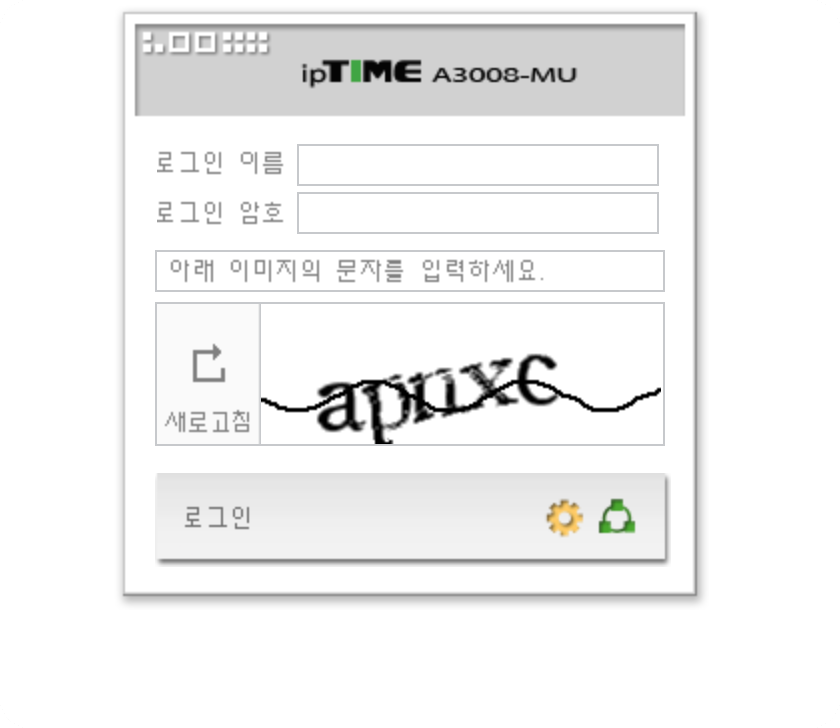 ipTIME A3008-MU
로그인 이름
로그인 암호
아래 이미지의 문자를 입력하세요.
apnxc
새로고침
로그인